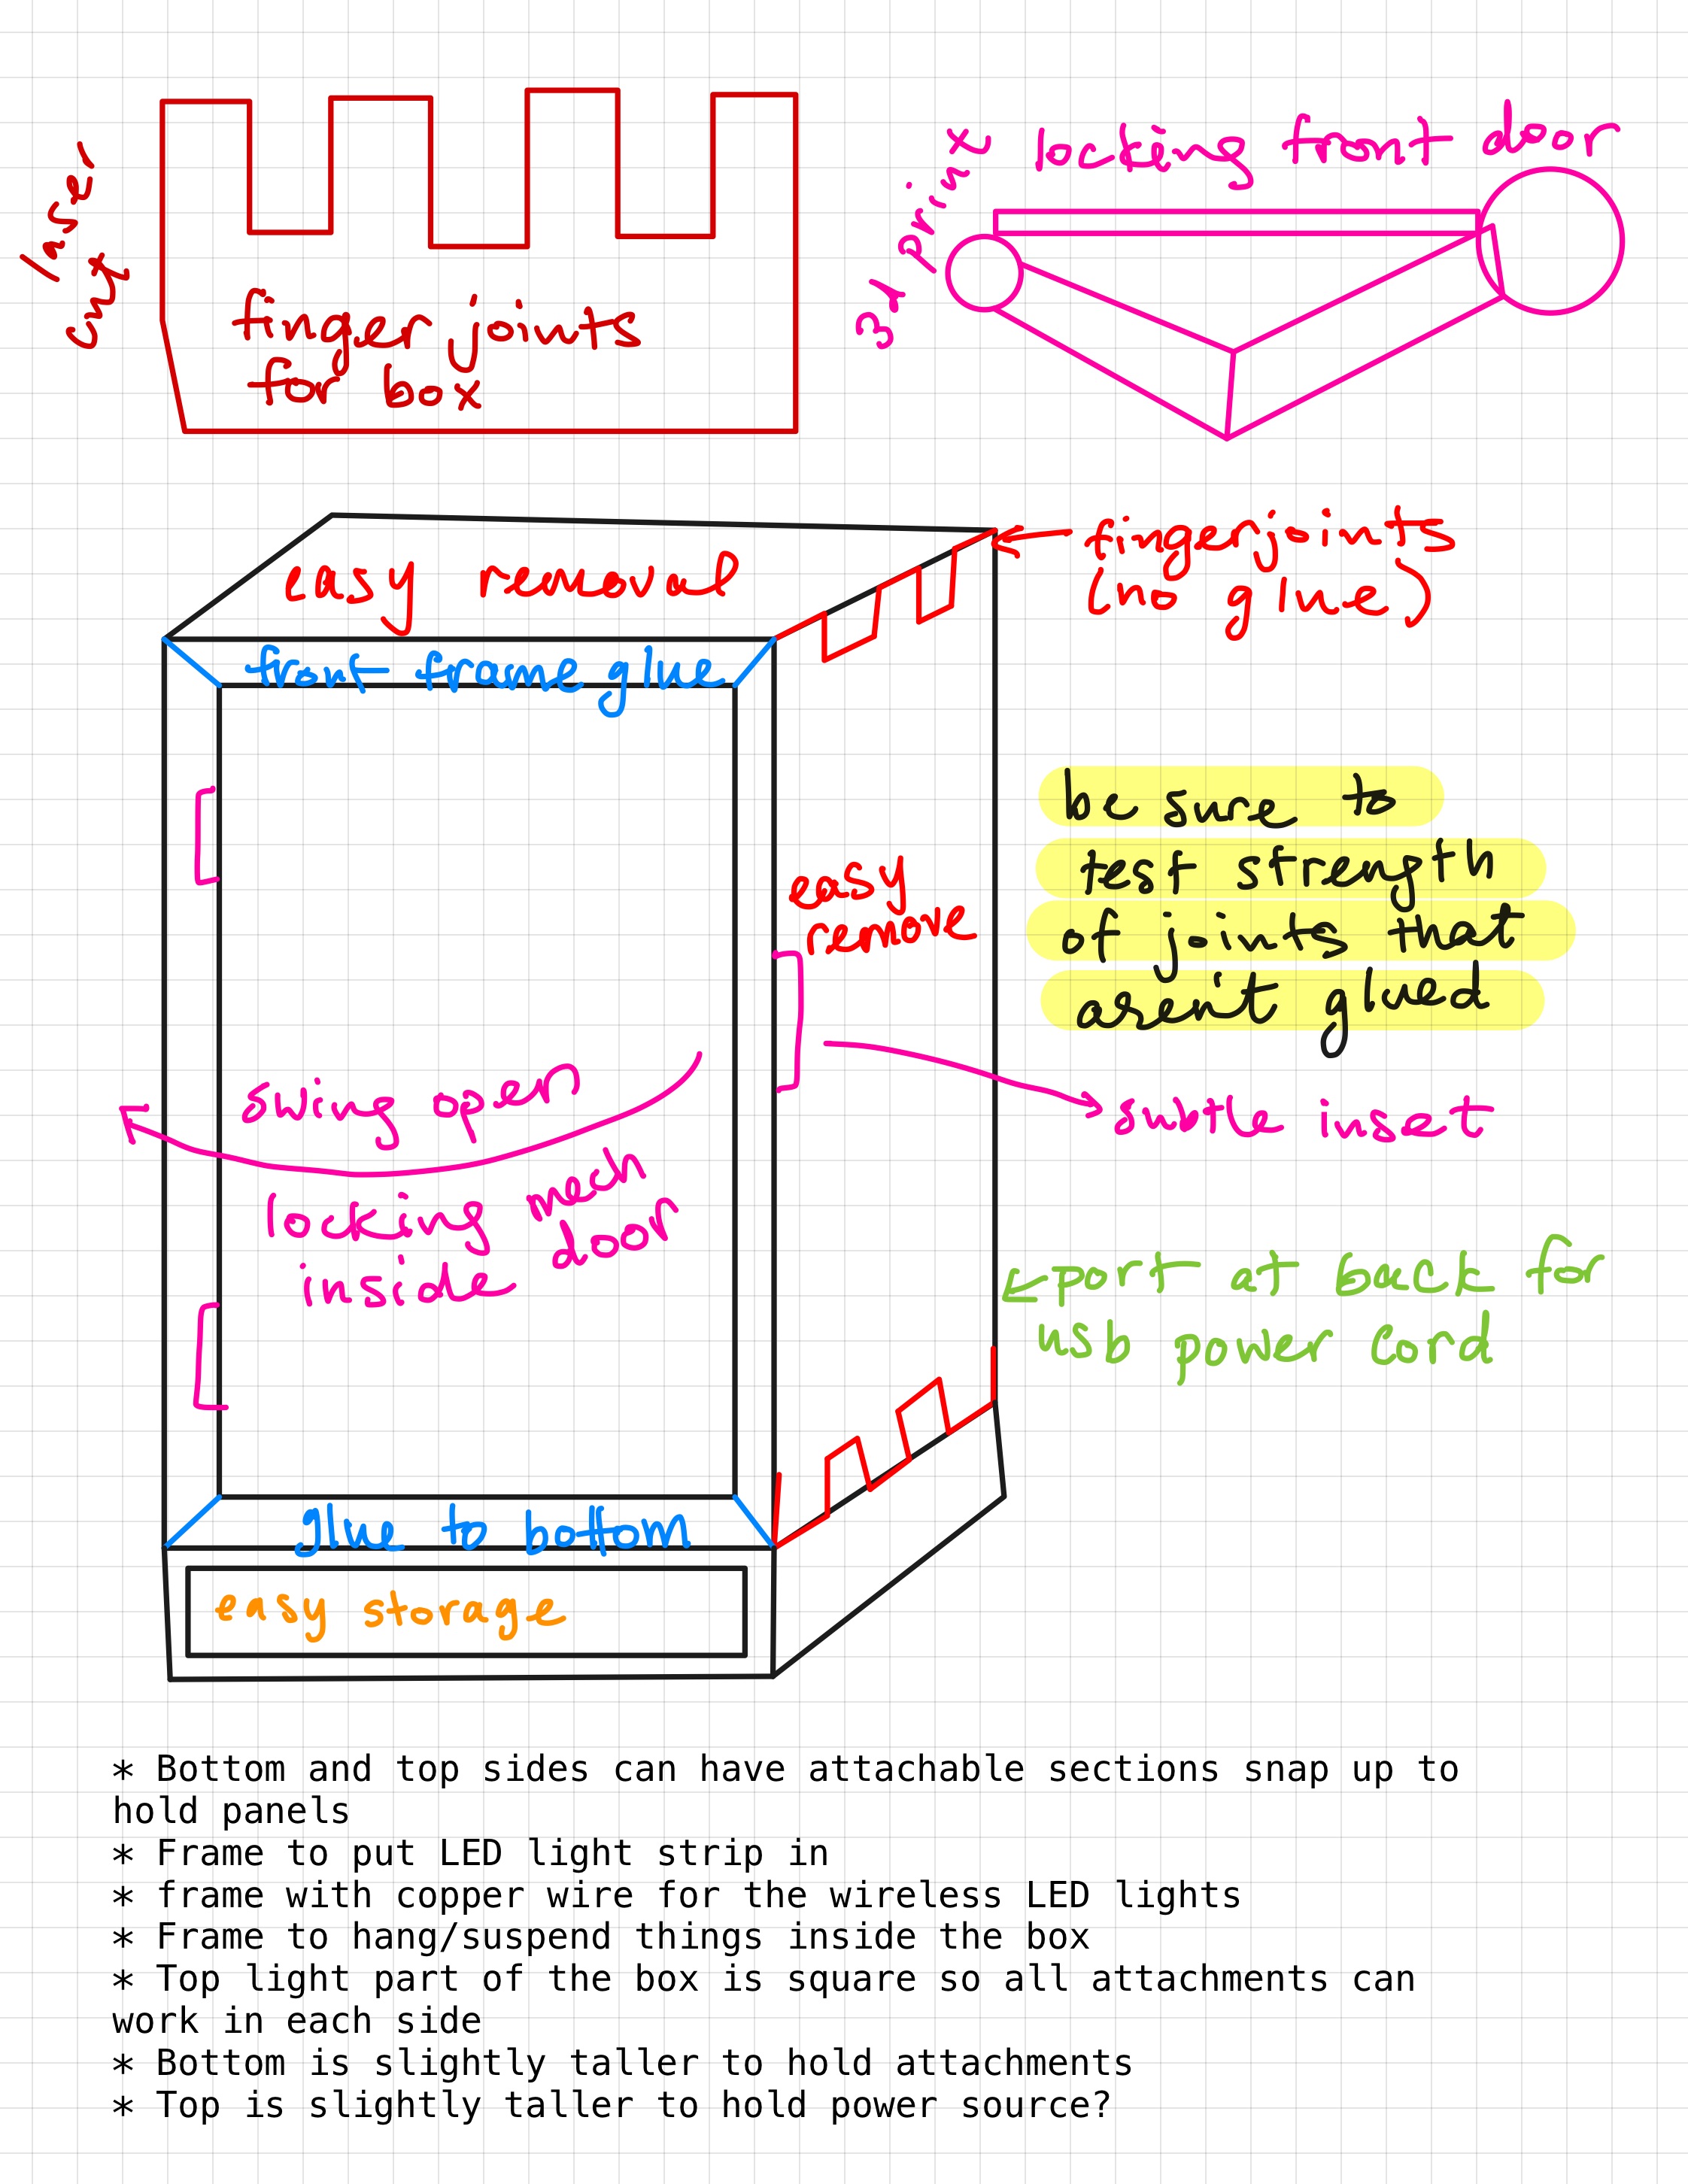 laser
cut
finger joints
for box
3d print
locking front door
easy removal
fingerjoints
(no glue)
front frame glue
be sure to
test strength
of joints that
aren't glued
easy
remove
swing open
subtle inset
locking mech
inside door
port at back for
usb power cord
glue to bottom
easy storage
* Bottom and top sides can have attachable sections snap up to
hold panels
* Frame to put LED light strip in
* frame with copper wire for the wireless LED lights
* Frame to hang/suspend things inside the box
* Top light part of the box is square so all attachments can
work in each side
* Bottom is slightly taller to hold attachments
* Top is slightly taller to hold power source?